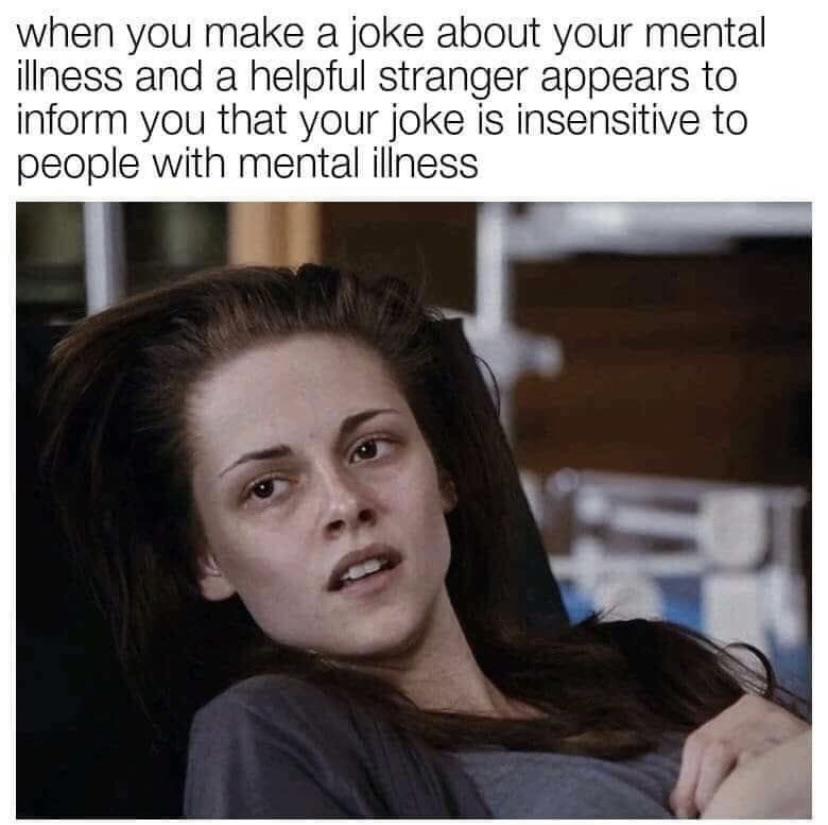 when you make a joke about your mental
illness and a helpful stranger appears to
inform you that your joke is insensitive to
people with mental illness